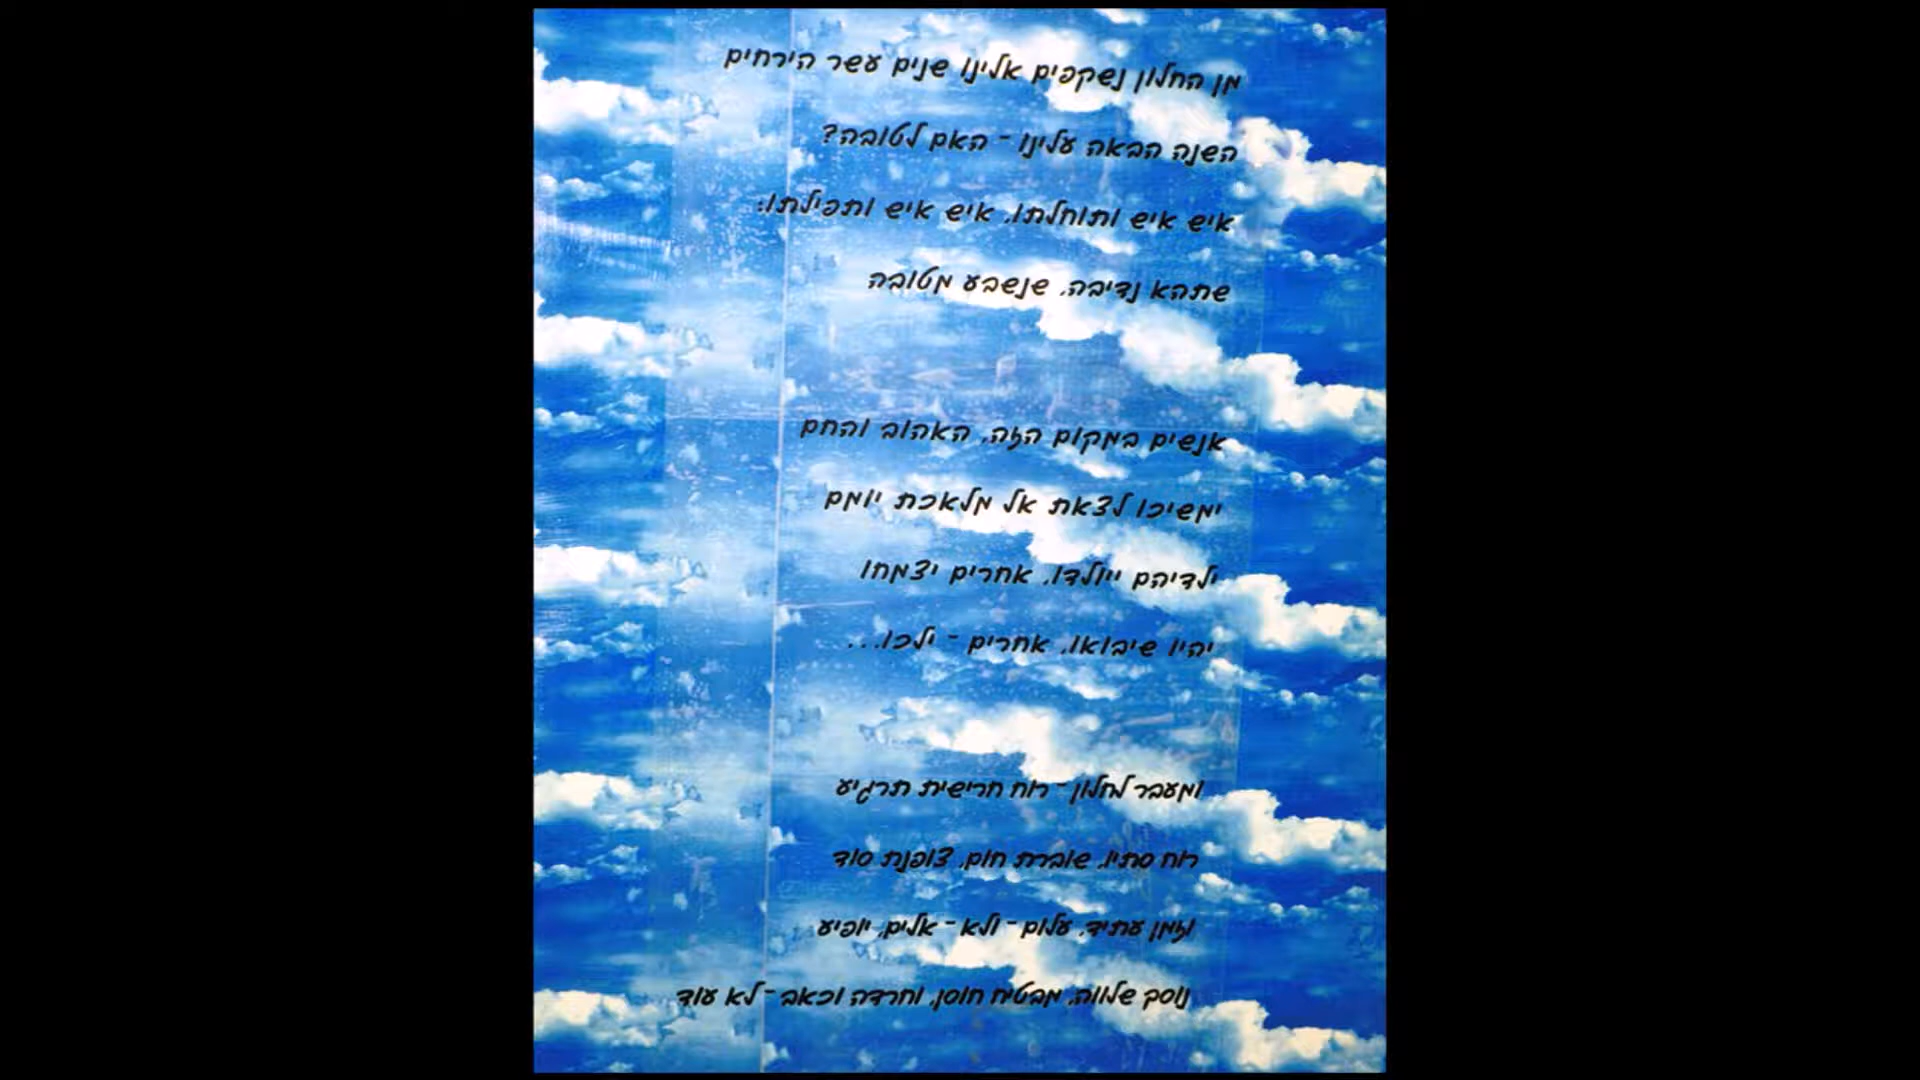 מן החלון נשקפים אלינו שנים עשר הירחים
השנה הבאה עלינו - האם לטובה?
איש איש ותוחלתו, איש איש ותפילתו:
שתהא נדיבה, שנשבע מטובה
אנשים במקום הזה, האהוב והחם
ימשיכו לצאת אל מלאכת יומם
ילדיהם ייולדו, אחרים יצמחו
יהיו שיבואו, אחרים - ילכו...
ומעבר לחלון - רוח חרישית תרגיע
רוח סתיו, שוברת חום, צופנת סוד
וזמן עתיד, עלום - ולא - אלים, יופיע
נוסך שלווה, מבטיח חוסן, וחרדה וכאב - לא עוד